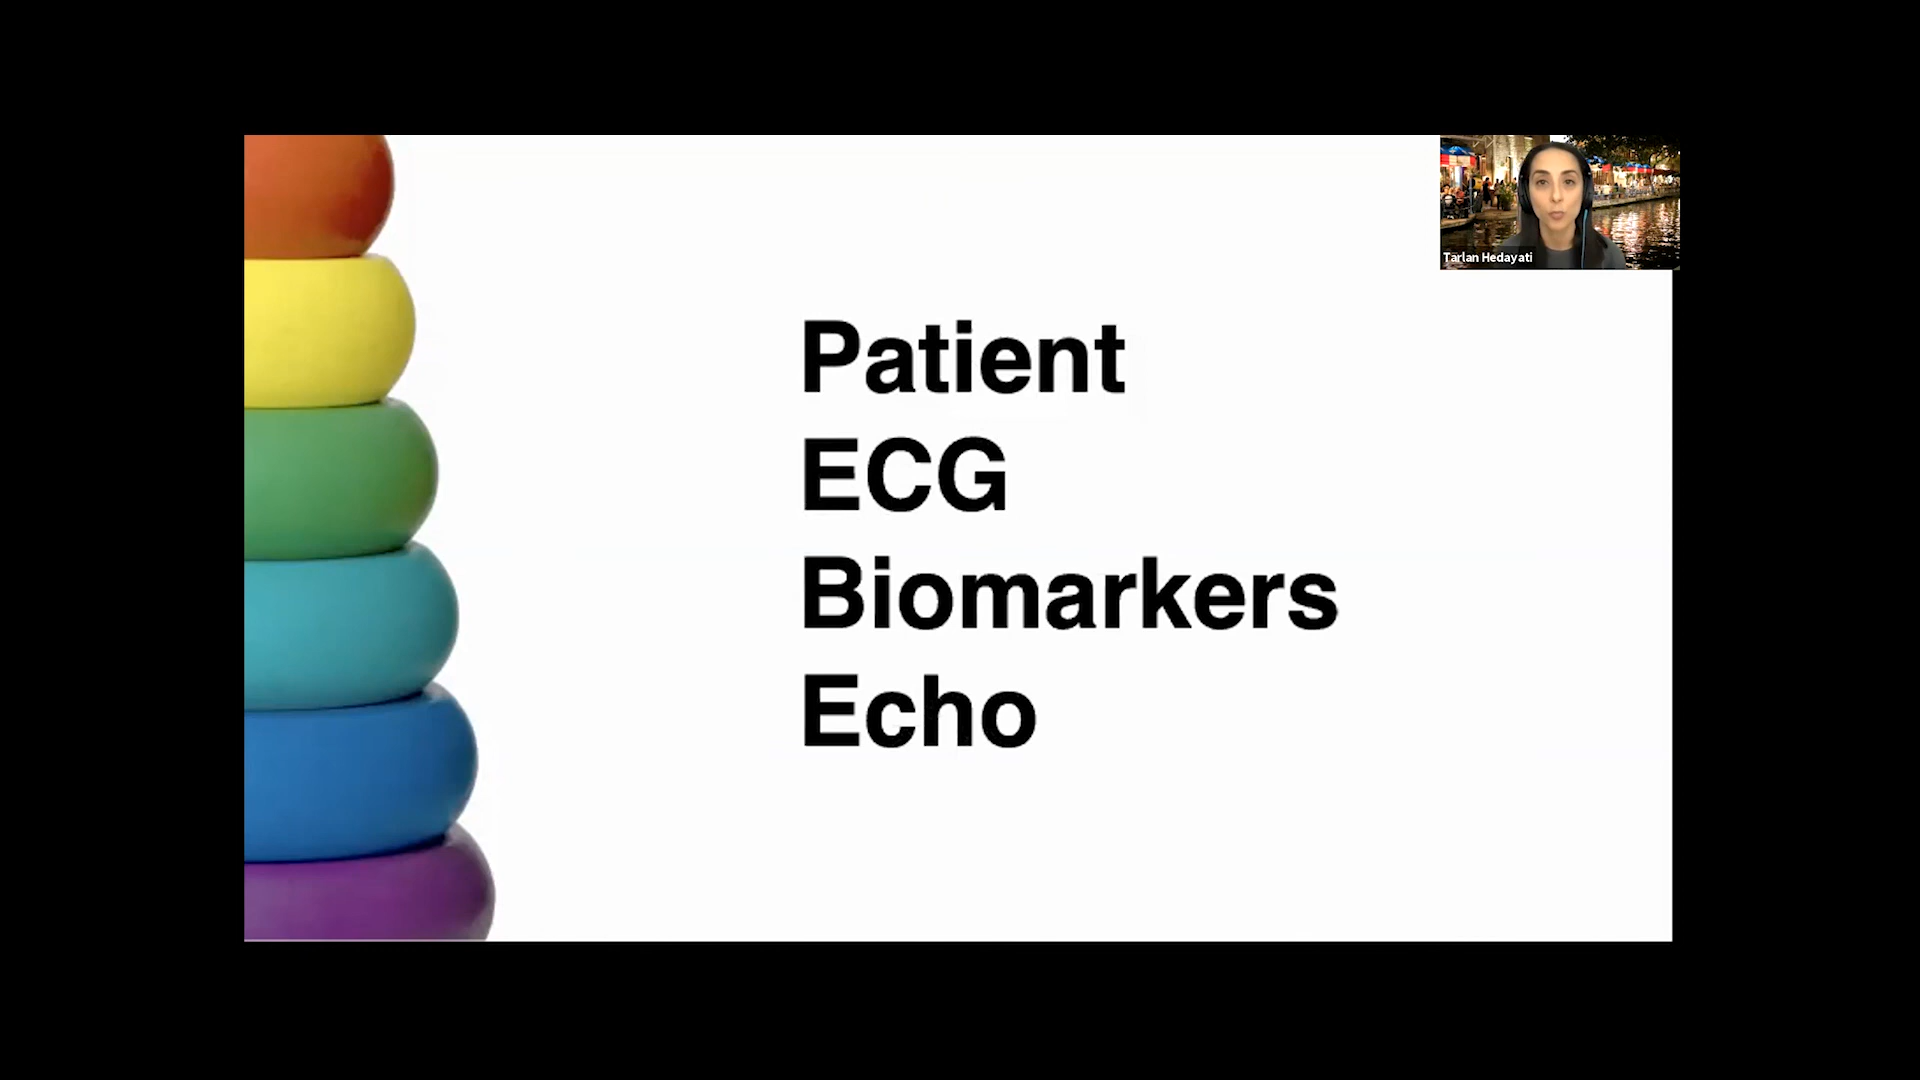 Tarlan Hedayati
Patient
ECG
Biomarkers
Echo